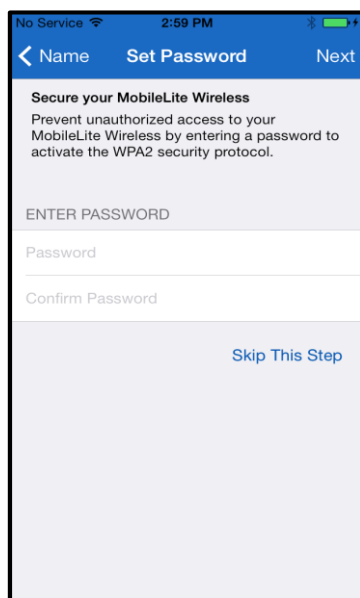 No Service 2:59 PM
Name Set Password Next
Secure your MobileLite Wireless
Prevent unauthorized access to your
MobileLite Wireless by entering a password to
activate the WPA2 security protocol.
ENTER PASSWORD
Password
Confirm Password
Skip This Step